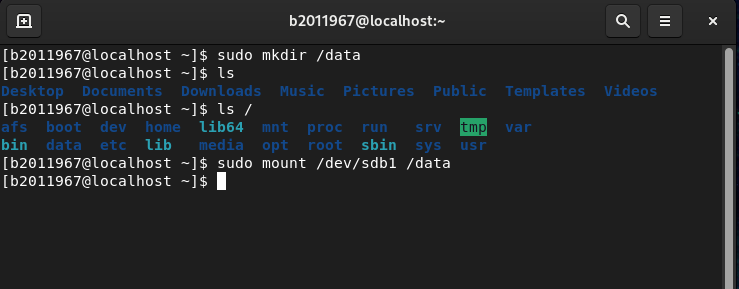 b2011967@localhost:~
[b2011967@localhost ~]$ sudo mkdir /data
[b2011967@localhost ~]$ ls
Desktop  Documents  Downloads  Music  Pictures  Public  Templates  Videos
[b2011967@localhost ~]$ ls /
afs  boot  dev  home  lib64  mnt  proc  run   srv  tmp  var
bin  data  etc  lib   media  opt  root  sbin  sys  usr
[b2011967@localhost ~]$ sudo mount /dev/sdb1 /data
[b2011967@localhost ~]$